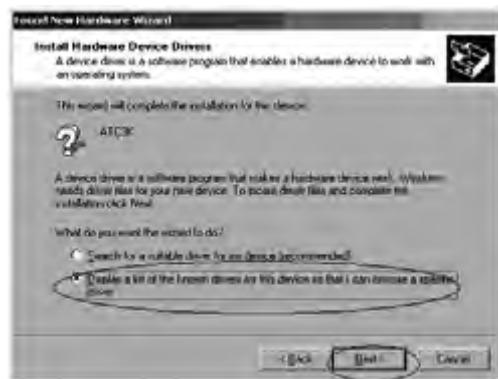 Found New Hardware Wizard
Install Hardware Device Drivers
A device driver is a software program that enables a hardware device to work with
an operating system.
This wizard will complete the installation for this device:
ATC3K
A device driver is a software program that makes a hardware device work. Windows
needs driver files for your new device. To locate driver files and complete the
installation click Next.
What do you want the wizard to do?
Search for a suitable driver for my device (recommended)
Display a list of the known drivers for this device so that I can choose a specific
driver
< Back
Next >
Cancel